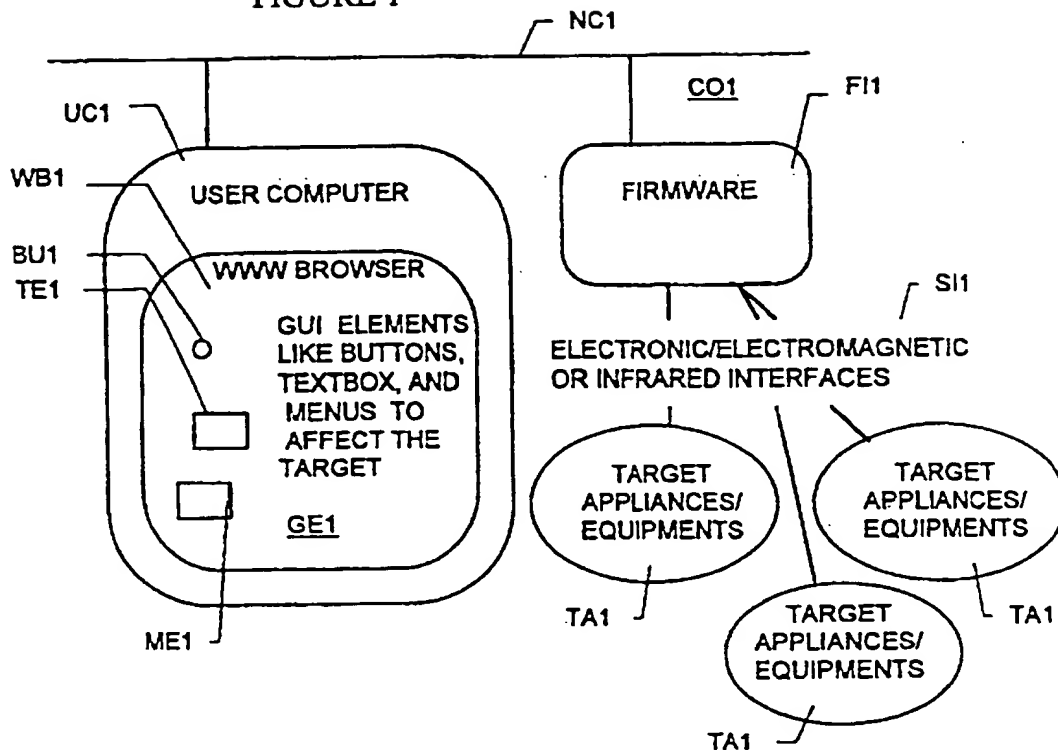 FIGURE 1
NC1
CO1
FI1
UC1
WB1
USER COMPUTER
FIRMWARE
BU1
TE1
WWW BROWSER
SI1
GUI ELEMENTS
LIKE BUTTONS,
TEXTBOX, AND
MENUS TO
AFFECT THE
TARGET
ELECTRONIC/ELECTROMAGNETIC
OR INFRARED INTERFACES
GE1
TARGET
APPLIANCES/
EQUIPMENTS
TARGET
APPLIANCES/
EQUIPMENTS
ME1
TA1
TARGET
APPLIANCES/
EQUIPMENTS
TA1
TA1